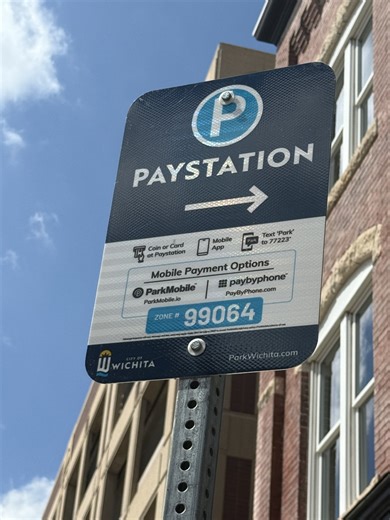 P
PAYSTATION
Coin or Card at Paystation
Mobile App
Text 'Park' to 77223*
Mobile Payment Options
ParkMobile
ParkMobile.io
paybyphone
PayByPhone.com
ZONE # 99064
CITY OF
WICHITA
ParkWichita.com